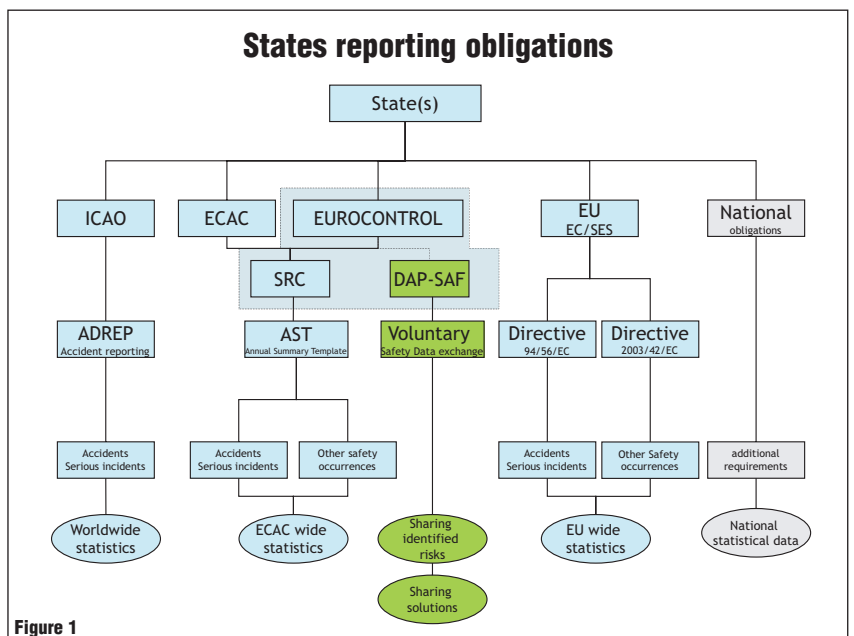 States reporting obligations
State(s)
ICAO
ECAC
EUROCONTROL
EU
EC/SES
National
obligations
SRC
DAP-SAF
ADREP
Accident reporting
AST
Annual Summary Template
Voluntary
Safety Data exchange
Directive
94/56/EC
Directive
2003/42/EC
Accidents
Serious incidents
Accidents
Serious incidents
Other safety
occurrences
Accidents
Serious incidents
Other Safety
occurrences
additional
requirements
Worldwide
statistics
ECAC wide
statistics
Sharing
identified
risks
EU wide
statistics
National
statistical data
Sharing
solutions
Figure 1